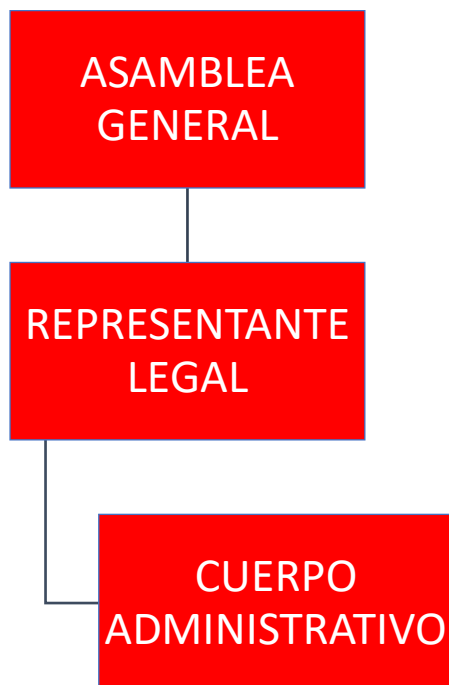 ASAMBLEA
GENERAL
REPRESENTANTE
LEGAL
CUERPO
ADMINISTRATIVO